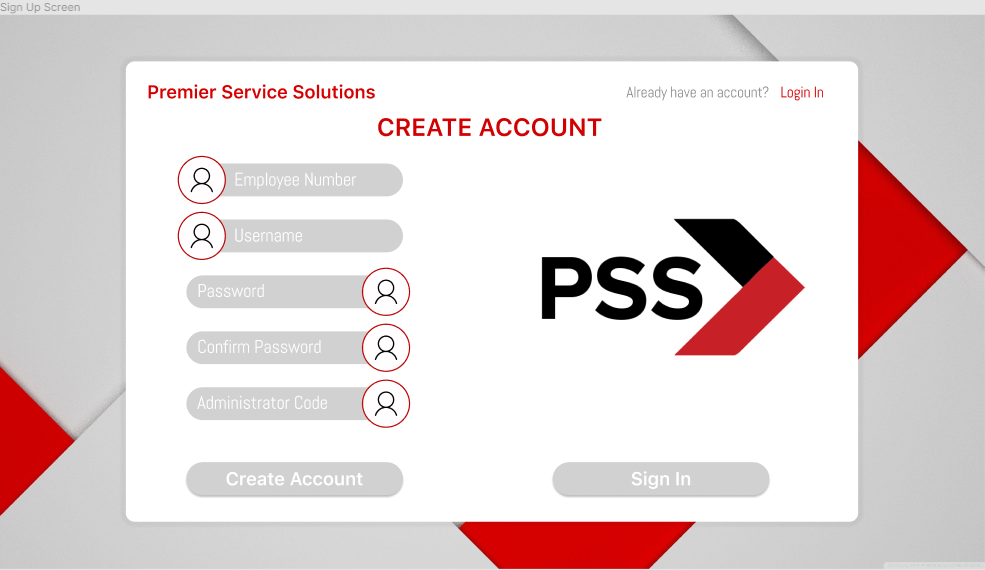 Sign Up Screen
Premier Service Solutions
Already have an account? Login In
CREATE ACCOUNT
Employee Number
Username
Password
Confirm Password
Administrator Code
PSS
Create Account
Sign In